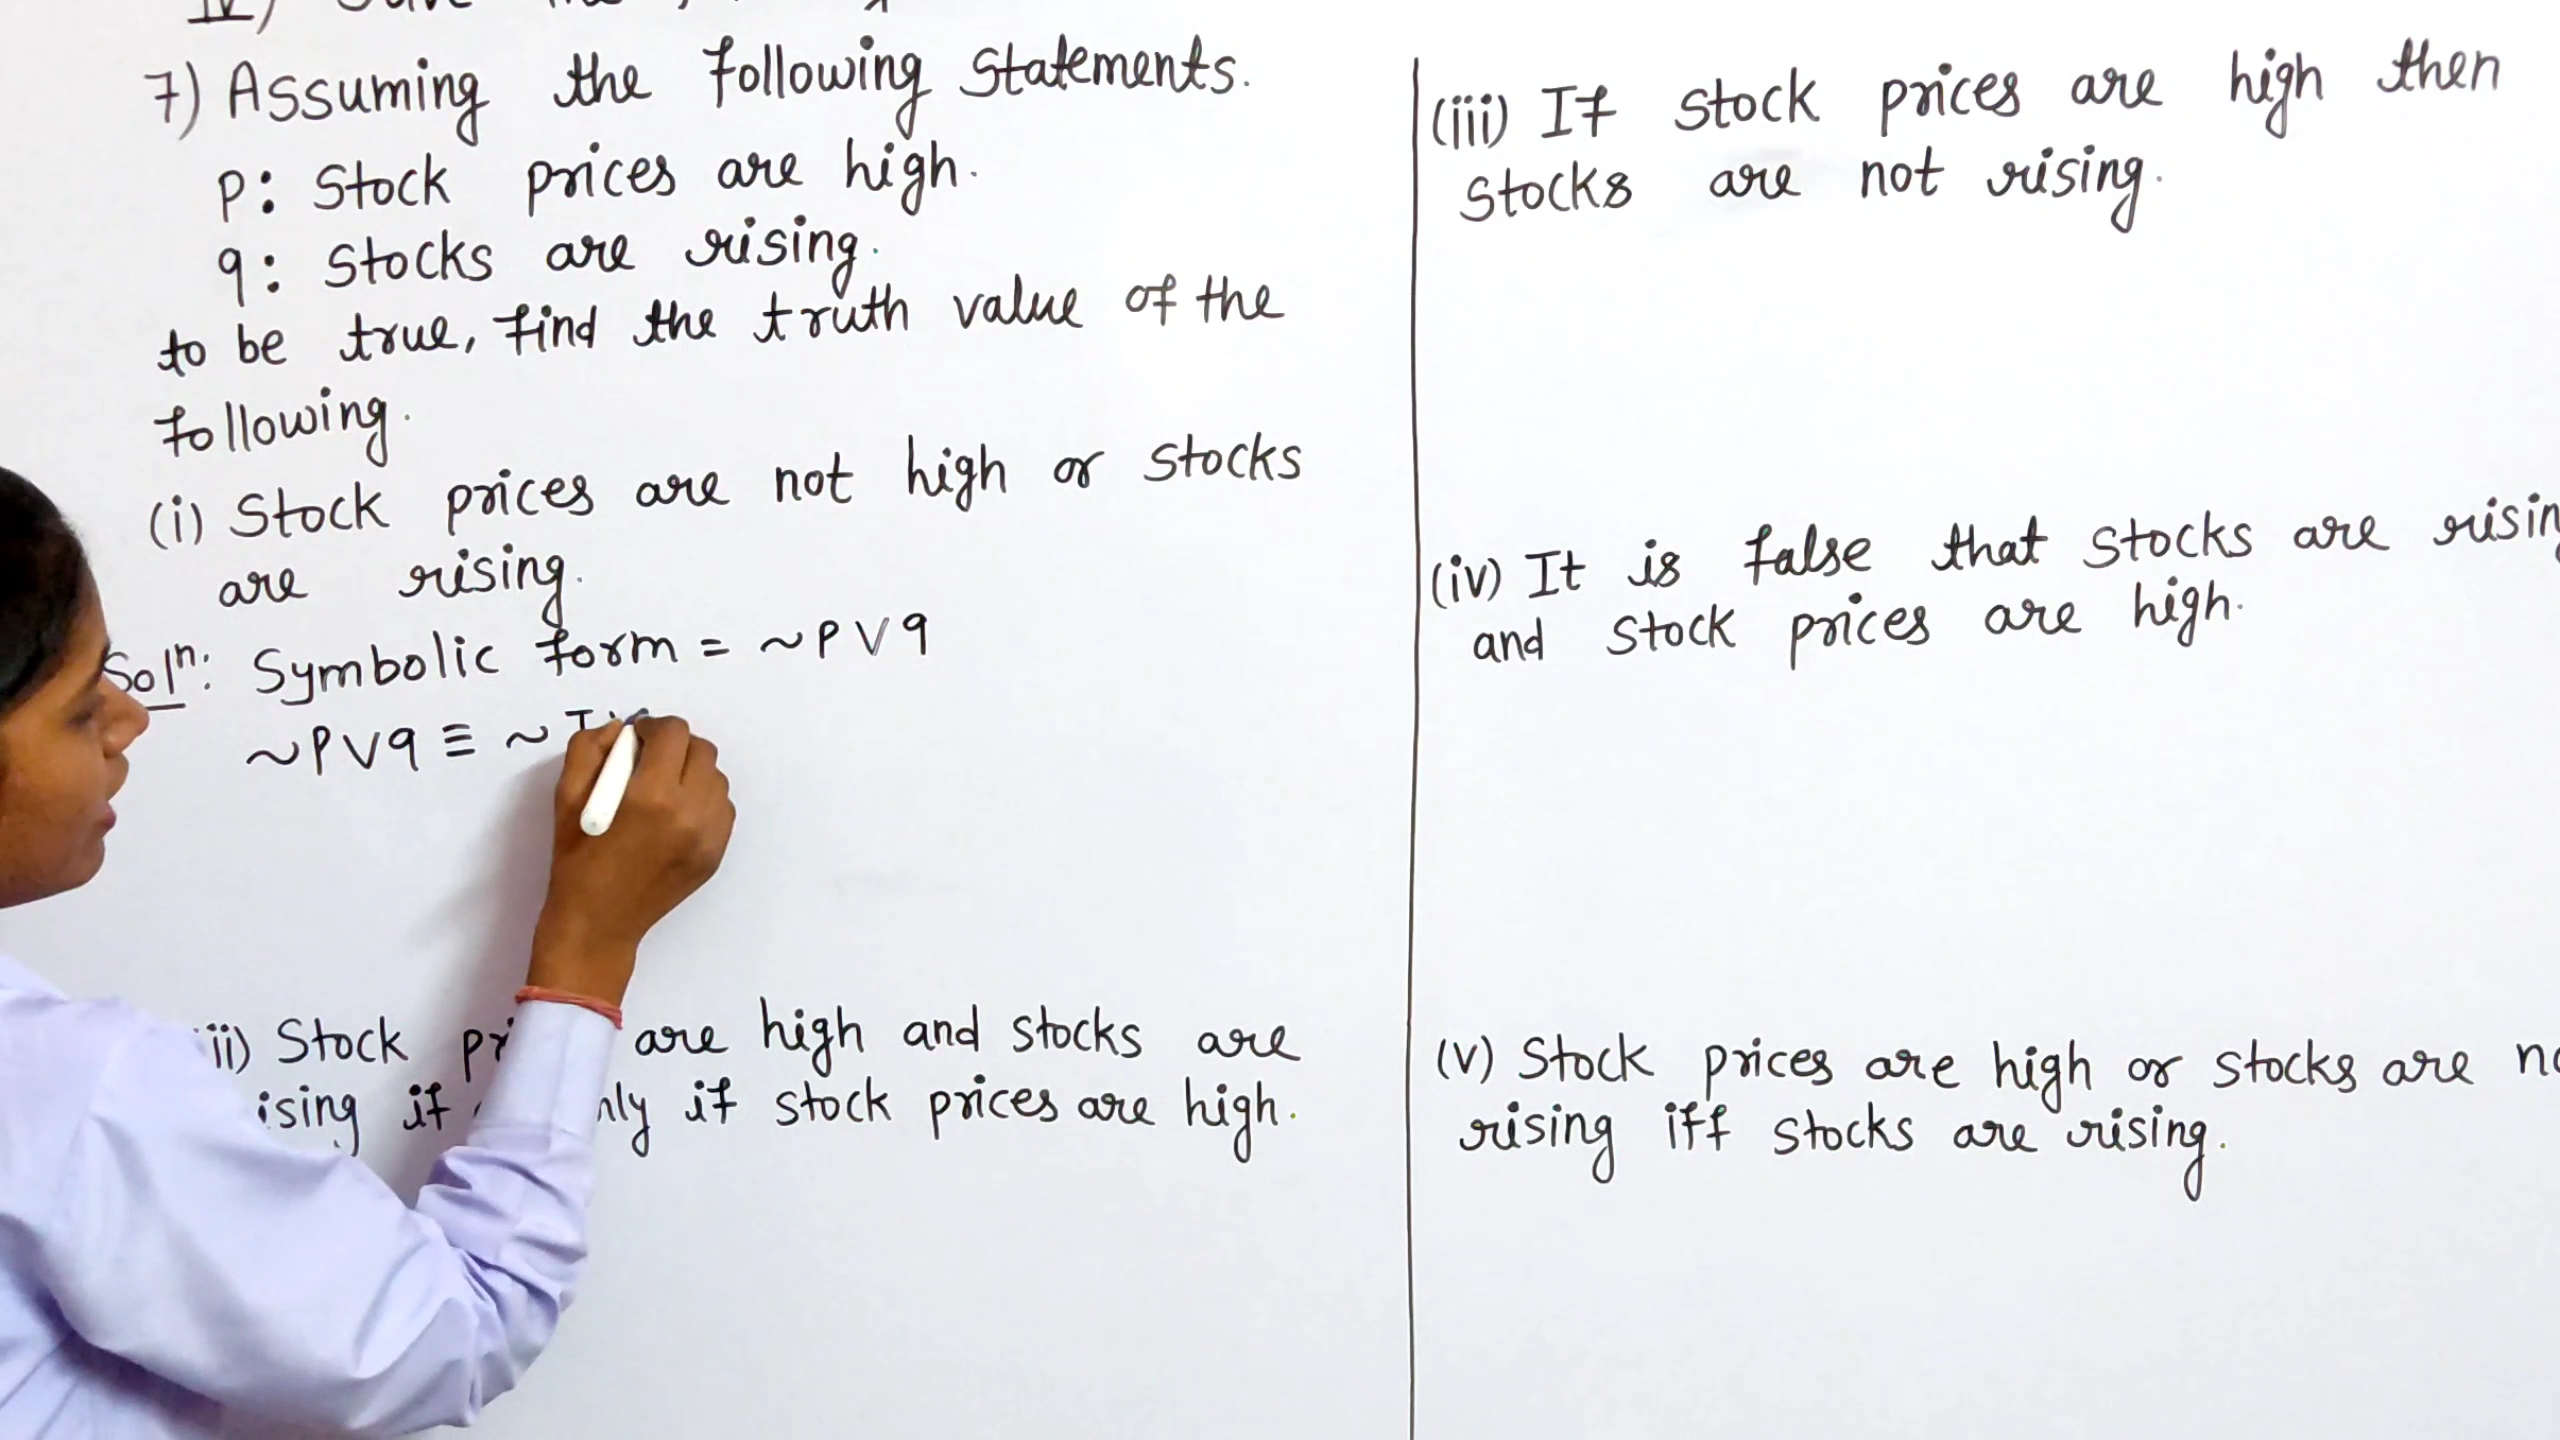 7) Assuming the following statements.
p: Stock prices are high.
q: Stocks are rising.
to be true, find the truth value of the
following.
(i) Stock prices are not high or stocks
are rising.
Solⁿ: Symbolic form = ~p∨q
~p∨q ≡ ~T
ii) Stock are high and stocks are
if if stock prices are high.
(iii) If stock prices are high then
stocks are not rising.
(iv) It is false that stocks are
and stock prices are high.
(v) Stock prices are high or stocks are
rising iff stocks are rising.